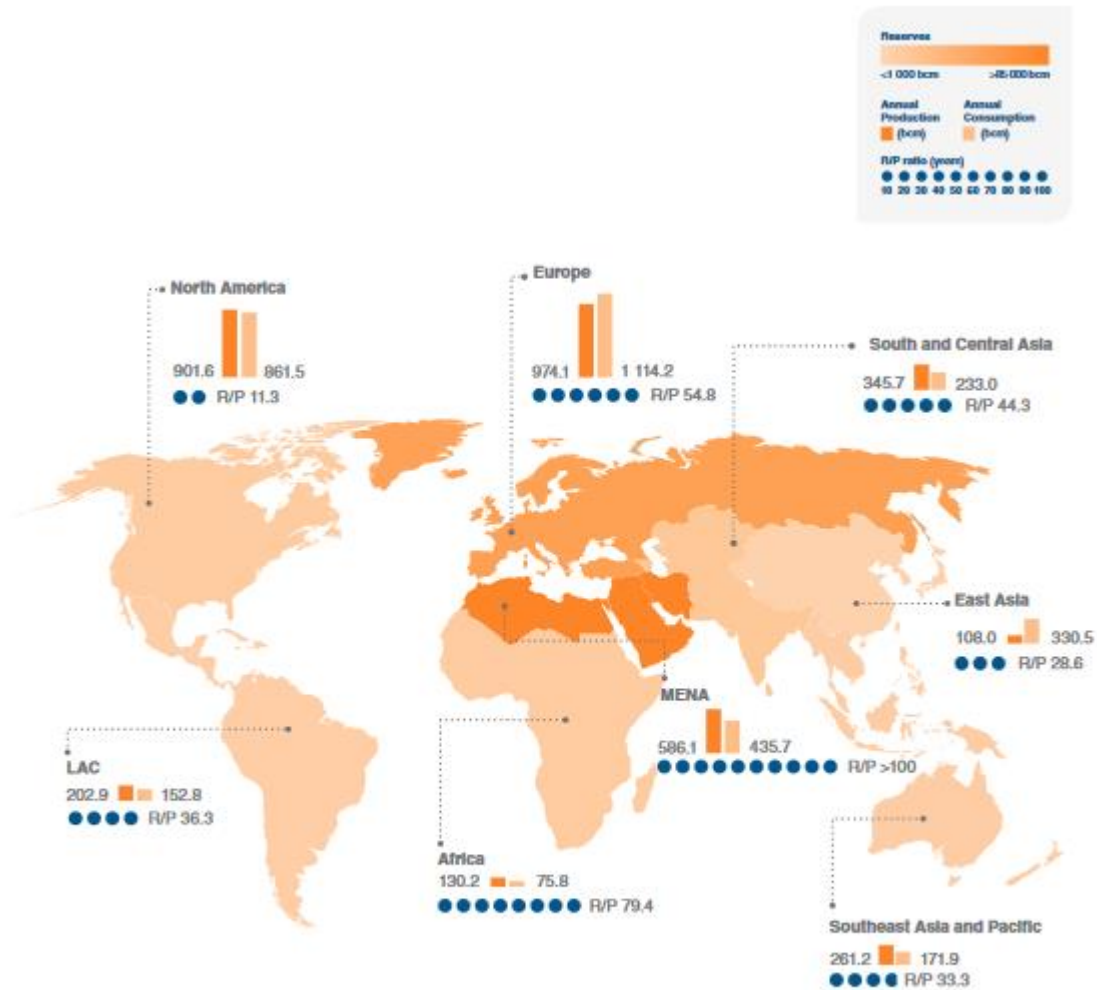 Reserves
<1 000 bcm
Annual Production (bcm)
Annual Consumption (bcm)
R/P ratio (years)
10 20 30 40 50 60 70 80 90 100
North America
901.6 861.5
R/P 11.3
Europe
974.1 1 114.2
R/P 54.8
South and Central Asia
345.7 233.0
R/P 44.3
East Asia
108.0 330.5
R/P 28.6
MENA
586.1 435.7
R/P >100
LAC
202.9 152.8
R/P 36.3
Africa
130.2 75.8
R/P 79.4
Southeast Asia and Pacific
261.2 171.9
R/P 33.3